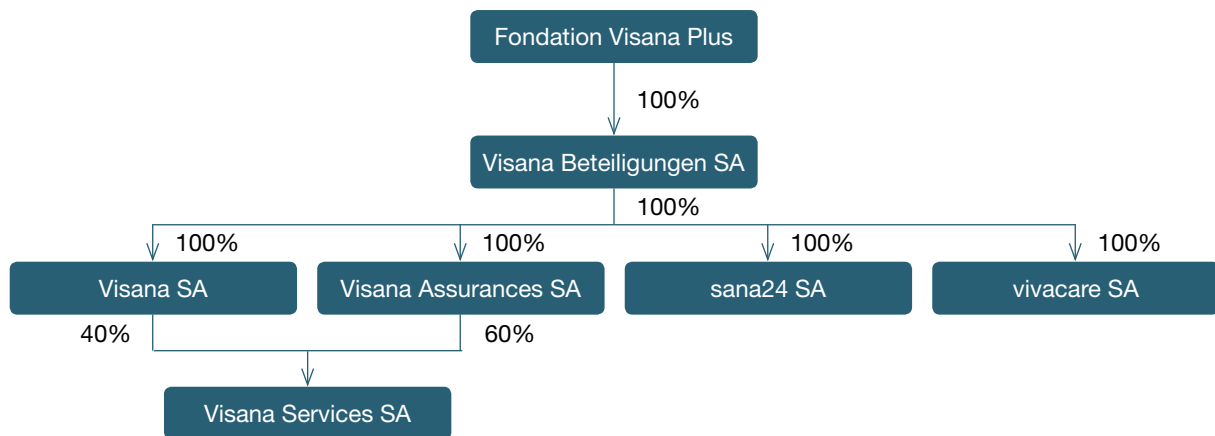 Fondation Visana Plus
100%
Visana Beteiligungen SA
100%
100%
100%
100%
100%
Visana SA
Visana Assurances SA
sana24 SA
vivacare SA
40%
60%
Visana Services SA